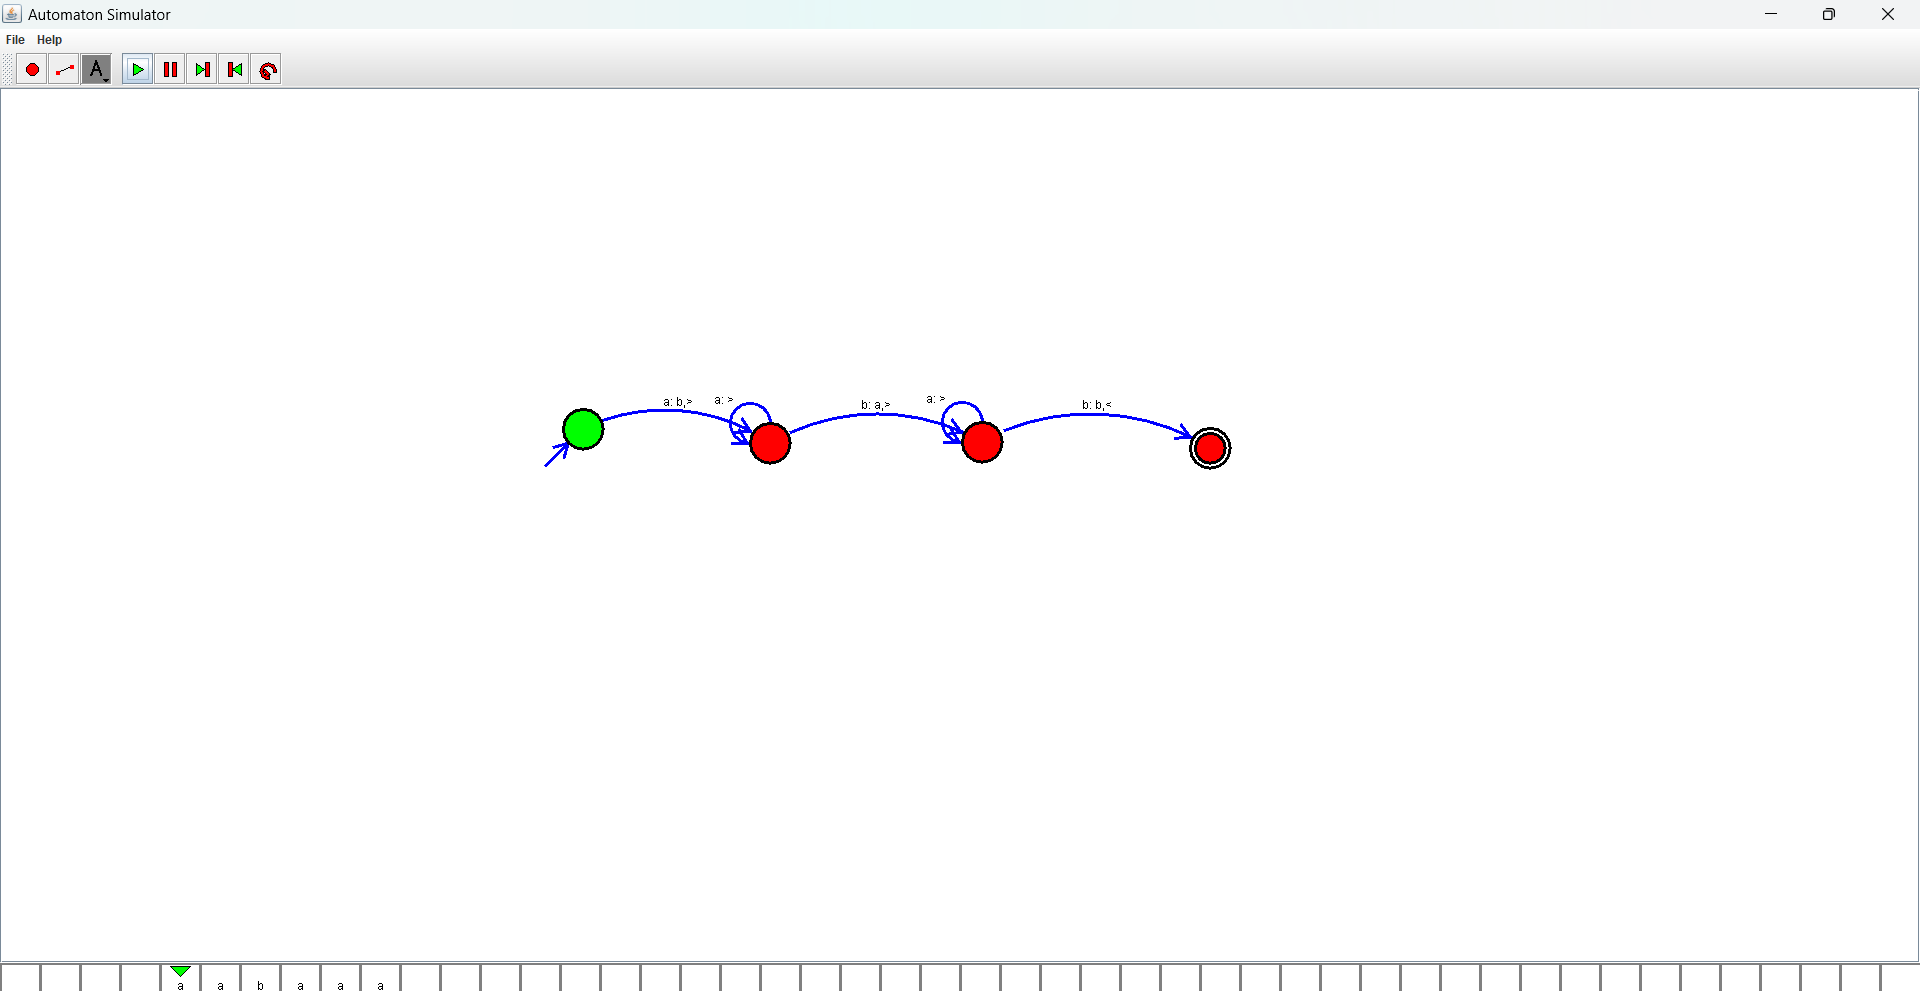 Automaton Simulator
File Help
A
a: b,> a: > b: a,> a: > b: b,<
a a b a a a